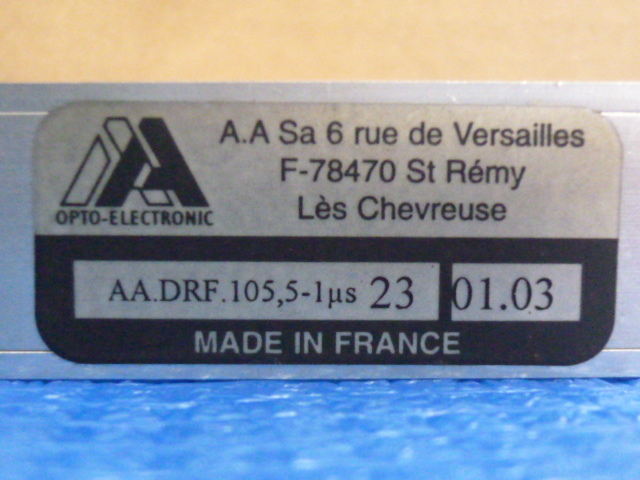 A.A Sa 6 rue de Versailles
F-78470 St Rémy
Lès Chevreuse
AA
OPTO-ELECTRONIC
AA.DRF.105,5-1µs 23 01.03
MADE IN FRANCE